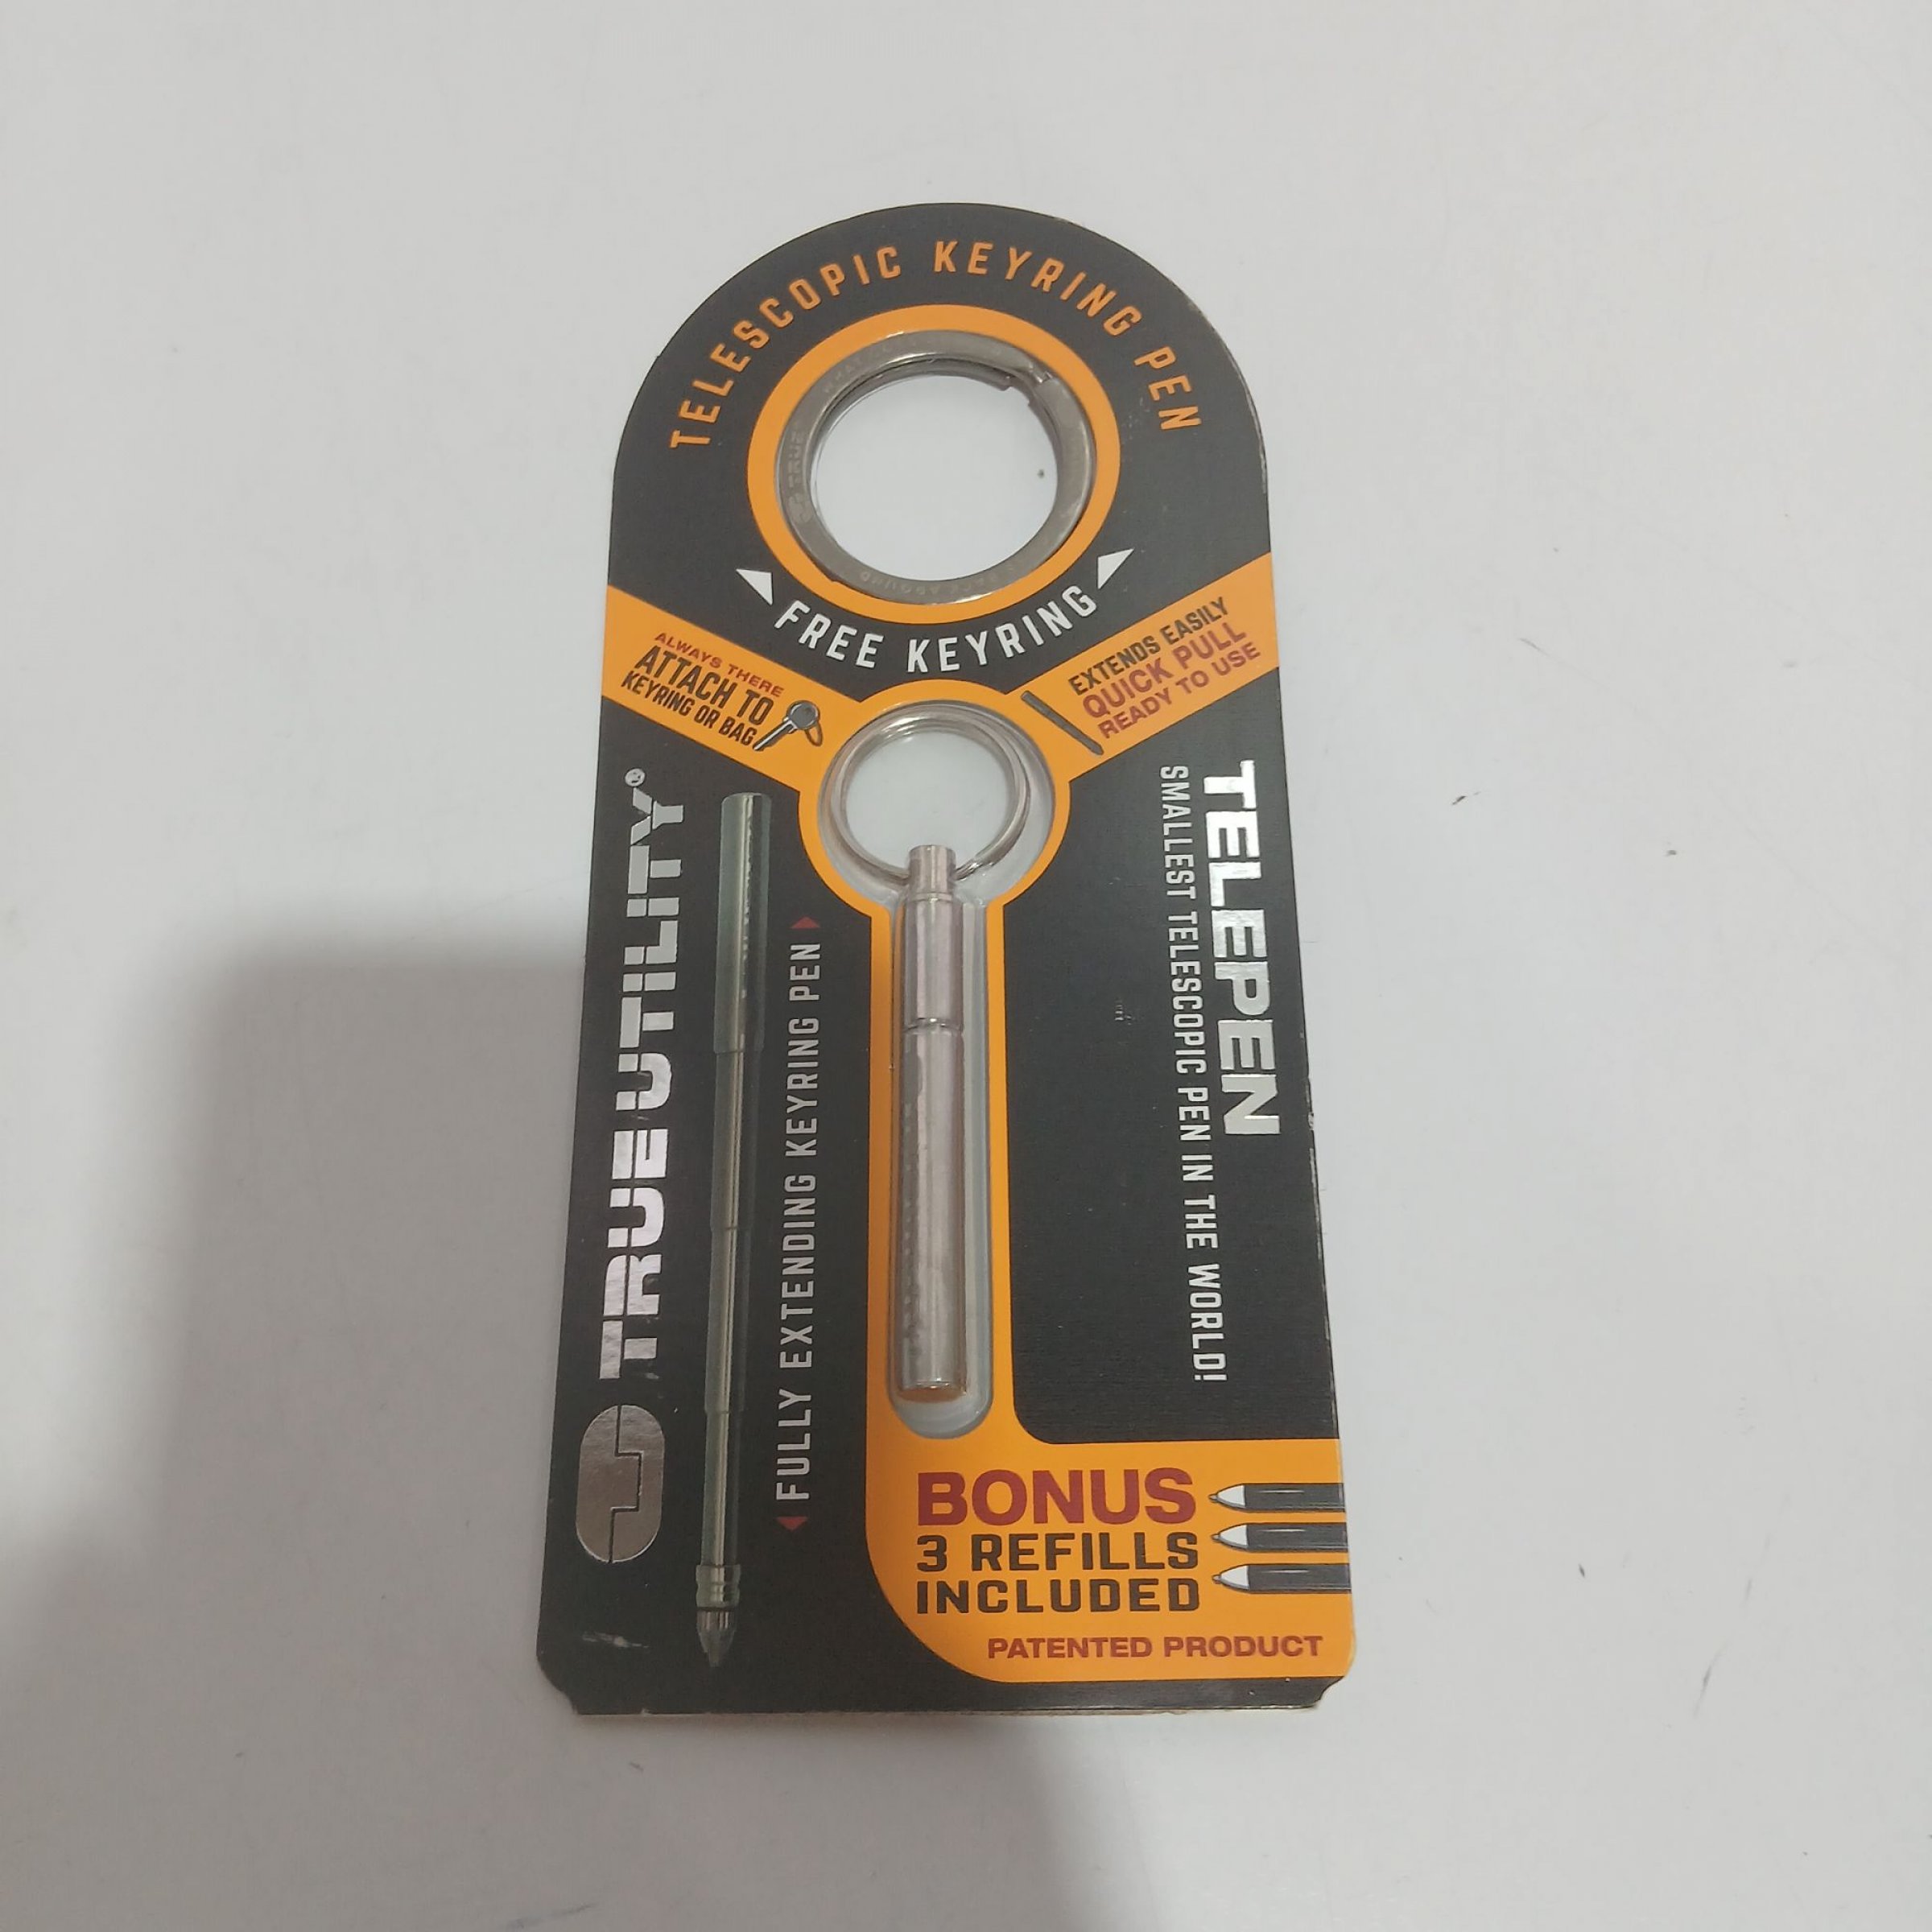 TELESCOPIC KEYRING PEN
TRUE
FREE KEYRING
ALWAYS THERE
ATTACH TO
KEYRING OR BAG
EXTENDS EASILY
QUICK PULL
READY TO USE
TRUE UTILITY®
FULLY EXTENDING KEYRING PEN
TELEPEN
SMALLEST TELESCOPIC PEN IN THE WORLD!
BONUS
3 REFILLS
INCLUDED
PATENTED PRODUCT